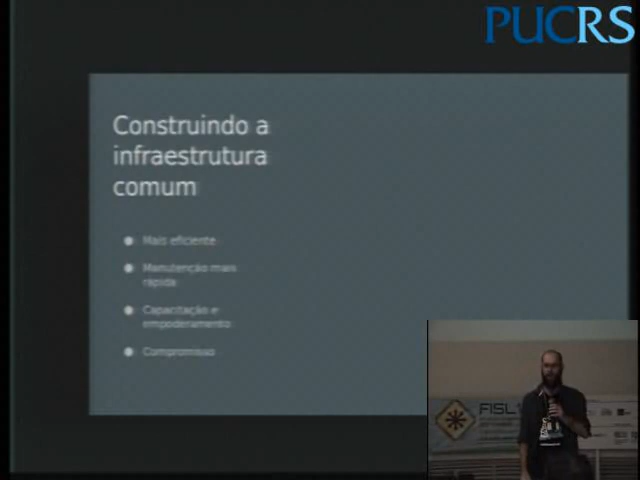 PUCRS
Construindo a
infraestrutura
comum
Mais eficiente
Manutenção mais
rápida
Capacitação e
empoderamento
Compromisso
FISL